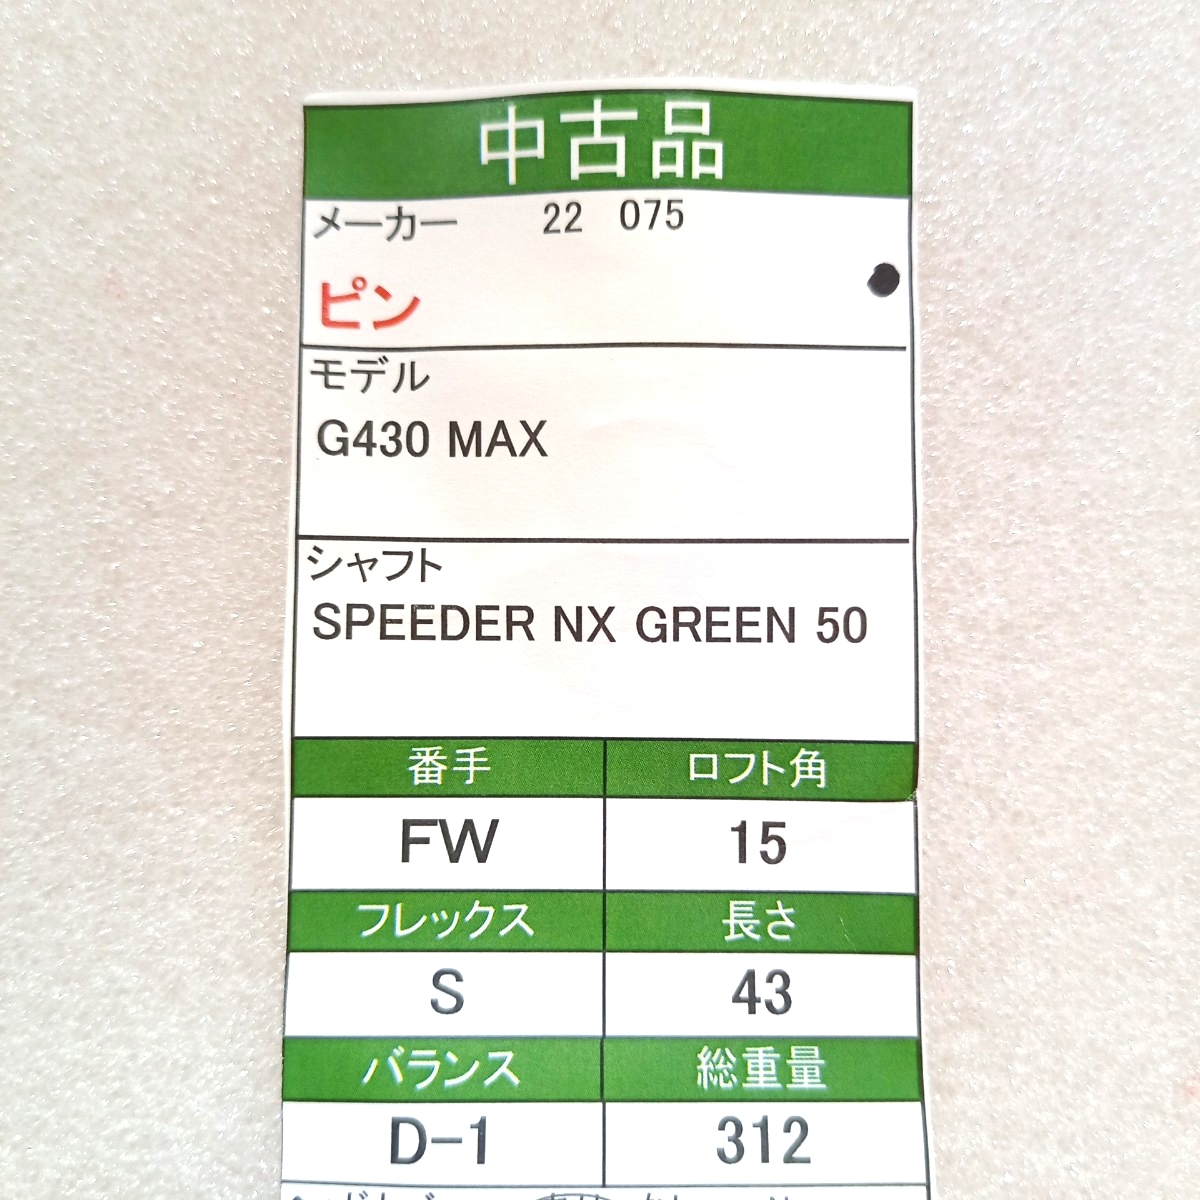 中古品
メーカー 22 075
ピン
モデル
G430 MAX
シャフト
SPEEDER NX GREEN 50
番手 ロフト角
FW 15
フレックス 長さ
S 43
バランス 総重量
D-1 312